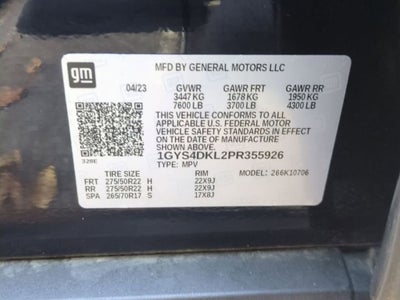 gm
MFD BY GENERAL MOTORS LLC
04/23 GVWR GAWR FRT GAWR RR
3447 KG 1678 KG 1950 KG
7600 LB 3700 LB 4300 LB
THIS VEHICLE CONFORMS TO ALL
APPLICABLE U.S. FEDERAL MOTOR
VEHICLE SAFETY STANDARDS IN EFFECT ON THE
DATE OF MANUFACTURE SHOWN ABOVE.
1GYS4DKL2PR355926
TYPE: MPV MODEL: 266K10706
TIRE SIZE RIM
FRT 275/50R22 H 22X9J
RR 275/50R22 H 22X9J
SPA 265/70R17 S 17X8J